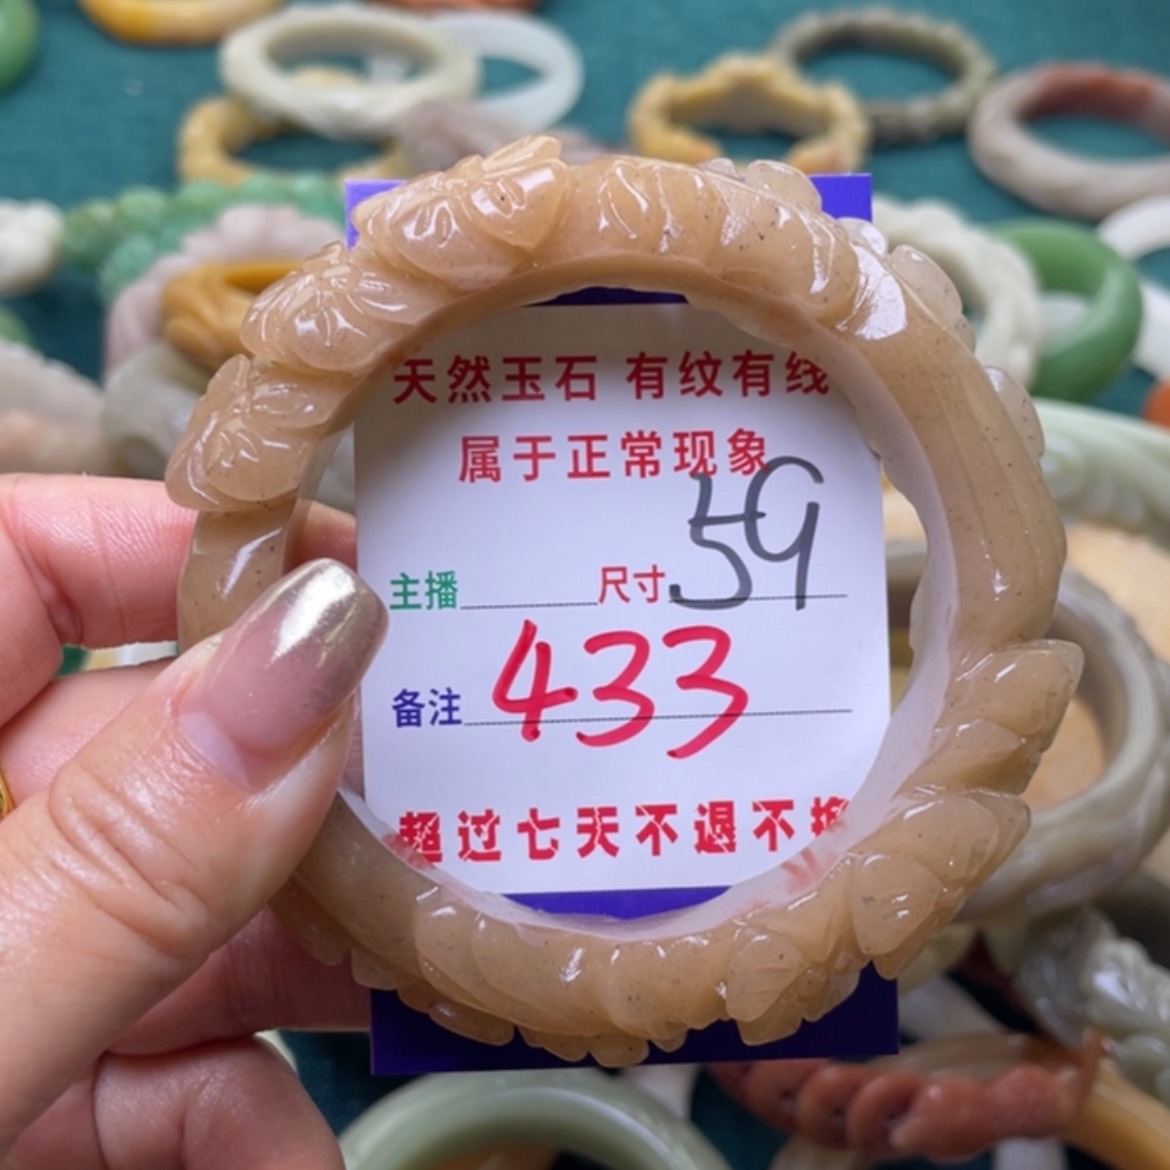 天然玉石 有纹有线
属于正常现象
主播 尺寸 59
备注 433
超过七天不退不换